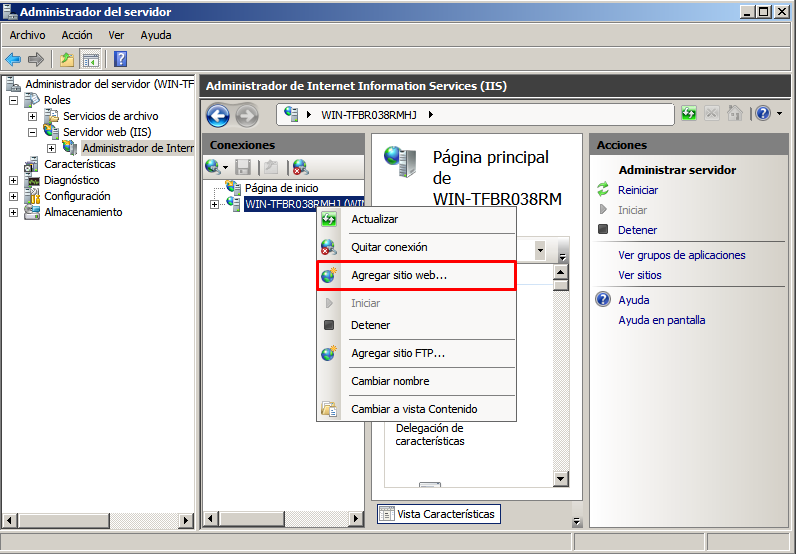 Administrador del servidor
Archivo Acción Ver Ayuda
Administrador del servidor (WIN-TF
Roles
Servicios de archivo
Servidor web (IIS)
Administrador de Interr
Características
Diagnóstico
Configuración
Almacenamiento
Administrador de Internet Information Services (IIS)
WIN-TFBR038RMHJ
Conexiones
Página de inicio
WIN-TFBR038RMHJ (WIN
Actualizar
Quitar conexión
Agregar sitio web...
Iniciar
Detener
Agregar sitio FTP...
Cambiar nombre
Cambiar a vista Contenido
Página principal
de
WIN-TFBR038RM
Delegación de
características
Vista Características
Acciones
Administrar servidor
Reiniciar
Iniciar
Detener
Ver grupos de aplicaciones
Ver sitios
Ayuda
Ayuda en pantalla